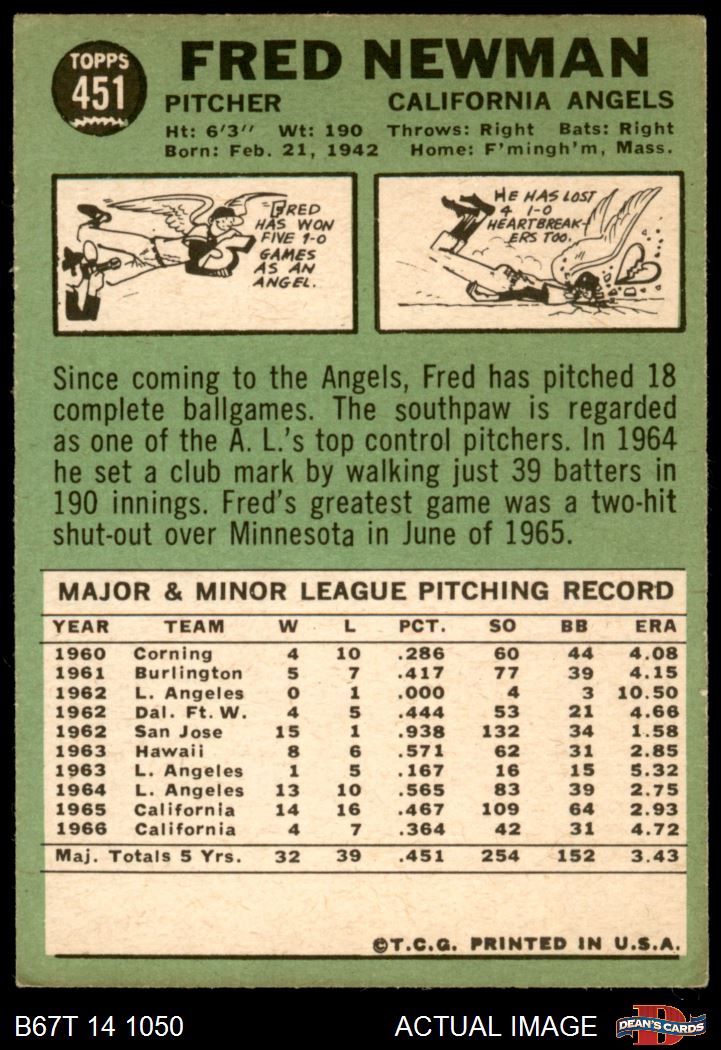 TOPPS
451
FRED NEWMAN
PITCHER CALIFORNIA ANGELS
Ht: 6'3'' Wt: 190 Throws: Right Bats: Right
Born: Feb. 21, 1942 Home: F'mingh'm, Mass.
FRED
HAS WON
FIVE 1-0
GAMES
AS AN
ANGEL.
HE HAS LOST
4 1-0
HEARTBREAK-
ERS TOO.
Since coming to the Angels, Fred has pitched 18
complete ballgames. The southpaw is regarded
as one of the A. L.'s top control pitchers. In 1964
he set a club mark by walking just 39 batters in
190 innings. Fred's greatest game was a two-hit
shut-out over Minnesota in June of 1965.
MAJOR & MINOR LEAGUE PITCHING RECORD
YEAR TEAM W L PCT. SO BB ERA
1960 Corning 4 10 .286 60 44 4.08
1961 Burlington 5 7 .417 77 39 4.15
1962 L. Angeles 0 1 .000 4 3 10.50
1962 Dal. Ft. W. 4 5 .444 53 21 4.66
1962 San Jose 15 1 .938 132 34 1.58
1963 Hawaii 8 6 .571 62 31 2.85
1963 L. Angeles 1 5 .167 16 15 5.32
1964 L. Angeles 13 10 .565 83 39 2.75
1965 California 14 16 .467 109 64 2.93
1966 California 4 7 .364 42 31 4.72
Maj. Totals 5 Yrs. 32 39 .451 254 152 3.43
©T.C.G. PRINTED IN U.S.A.
B67T 14 1050 ACTUAL IMAGE
D
DEAN'S CARDS